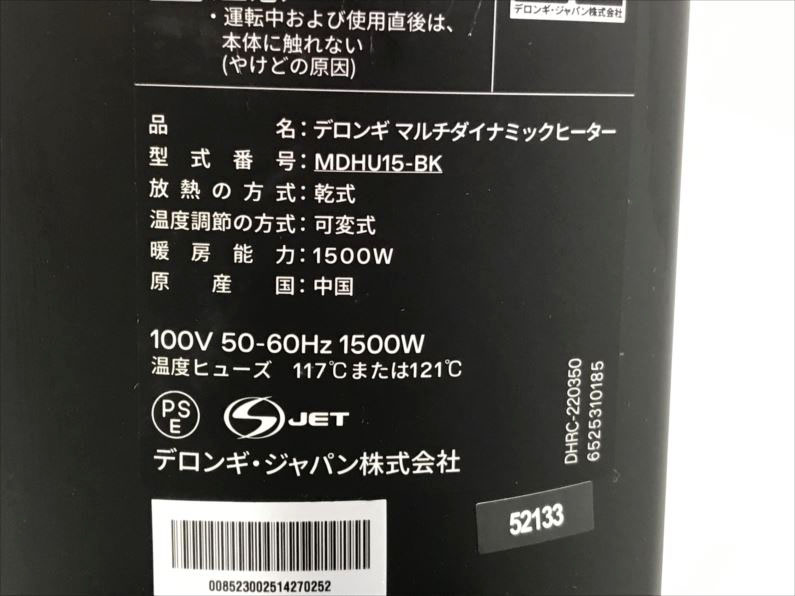 ・運転中および使用直後は、
本体に触れない
(やけどの原因)
デロンギ・ジャパン株式会社
品名：デロンギ マルチダイナミックヒーター
型式番号：MDHU15-BK
放熱の方式：乾式
温度調節の方式：可変式
暖房能力：1500W
原産国：中国
100V 50-60Hz 1500W
温度ヒューズ 117℃または121℃
PS
E
S JET
デロンギ・ジャパン株式会社
DHRC-220350
6525310185
52133
008523002514270252